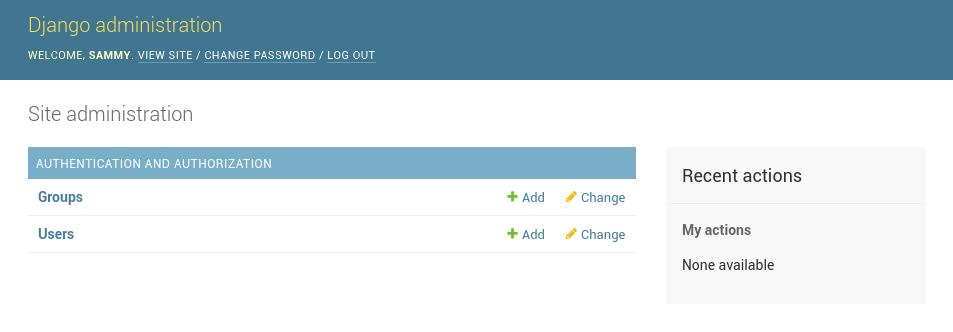 Django administration
WELCOME, SAMMY. VIEW SITE / CHANGE PASSWORD / LOG OUT
Site administration
AUTHENTICATION AND AUTHORIZATION
Groups Add Change
Users Add Change
Recent actions
My actions
None available